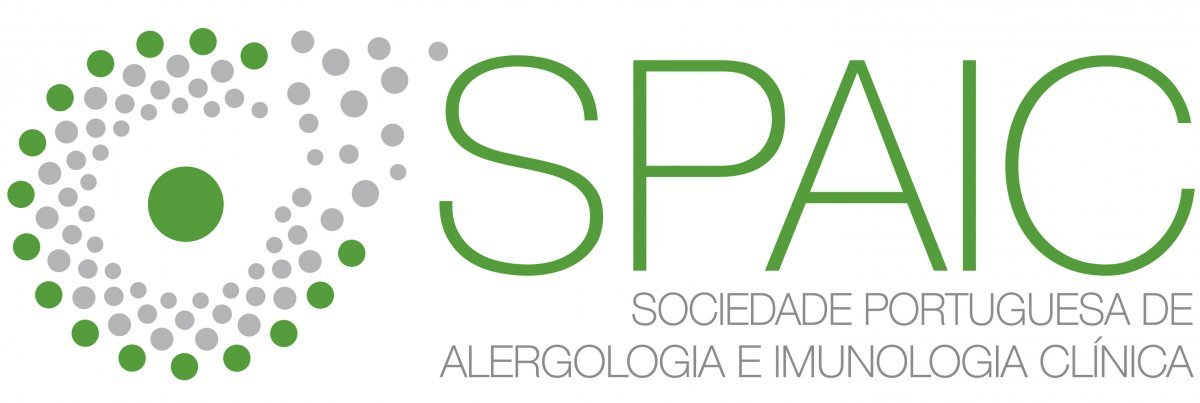 SPAIC
SOCIEDADE PORTUGUESA DE
ALERGOLOGIA E IMUNOLOGIA CLÍNICA